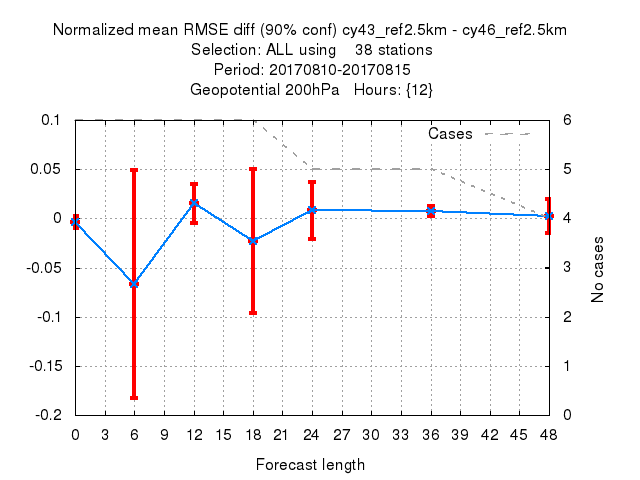 Normalized mean RMSE diff (90% conf) cy43_ref2.5km - cy46_ref2.5km
Selection: ALL using    38 stations
Period: 20170810-20170815
Geopotential 200hPa   Hours: {12}
Cases
0.1
0.05
0
-0.05
-0.1
-0.15
-0.2
6
5
4
3
2
1
0
No cases
0 3 6 9 12 15 18 21 24 27 30 33 36 39 42 45 48
Forecast length